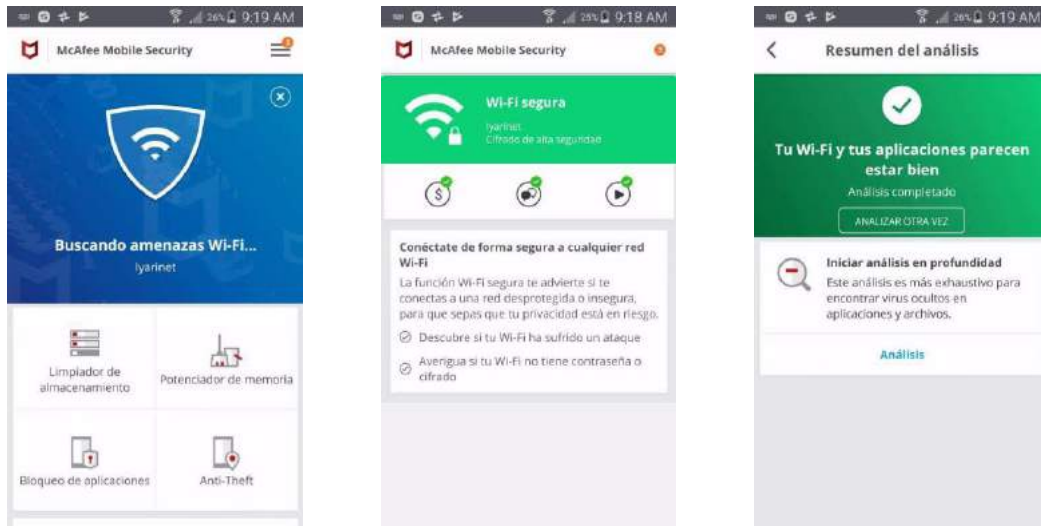 26% 9:19 AM
McAfee Mobile Security
Buscando amenazas Wi-Fi...
lyarinet
Limpiador de
almacenamiento
Potenciador de memoria
Bloqueo de aplicaciones
Anti-Theft
25% 9:18 AM
McAfee Mobile Security
Wi-Fi segura
lyarinet
Cifrado de alta seguridad
Conéctate de forma segura a cualquier red
Wi-Fi
La función Wi-Fi segura te advierte si te
conectas a una red desprotegida o insegura,
para que sepas que tu privacidad está en riesgo.
Descubre si tu Wi-Fi ha sufrido un ataque
Averigua si tu Wi-Fi no tiene contraseña o
cifrado
26% 9:19 AM
Resumen del análisis
Tu Wi-Fi y tus aplicaciones parecen
estar bien
Análisis completado
ANALIZAR OTRA VEZ
Iniciar análisis en profundidad
Este análisis es más exhaustivo para
encontrar virus ocultos en
aplicaciones y archivos.
Análisis